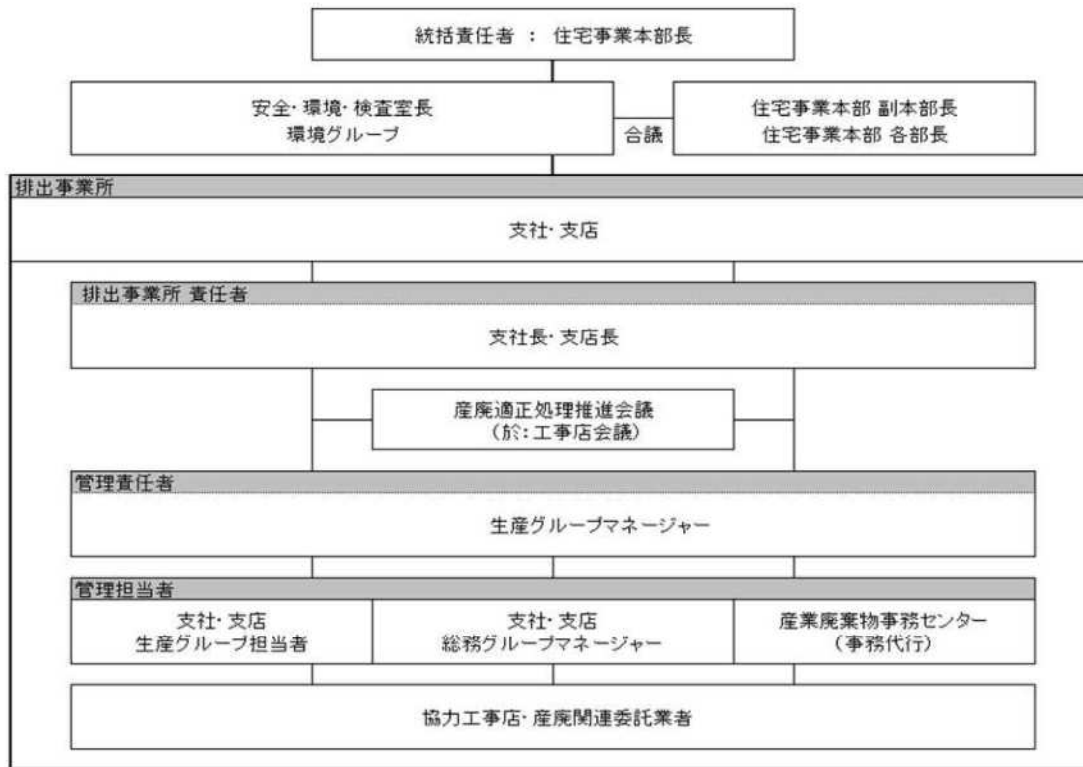 統括責任者 : 住宅事業本部長
安全・環境・検査室長
環境グループ
合議
住宅事業本部 副本部長
住宅事業本部 各部長
排出事業所
支社・支店
排出事業所 責任者
支社長・支店長
産廃適正処理推進会議
(於:工事店会議)
管理責任者
生産グループマネージャー
管理担当者
支社・支店
生産グループ担当者
支社・支店
総務グループマネージャー
産業廃棄物事務センター
(事務代行)
協力工事店・産廃関連委託業者